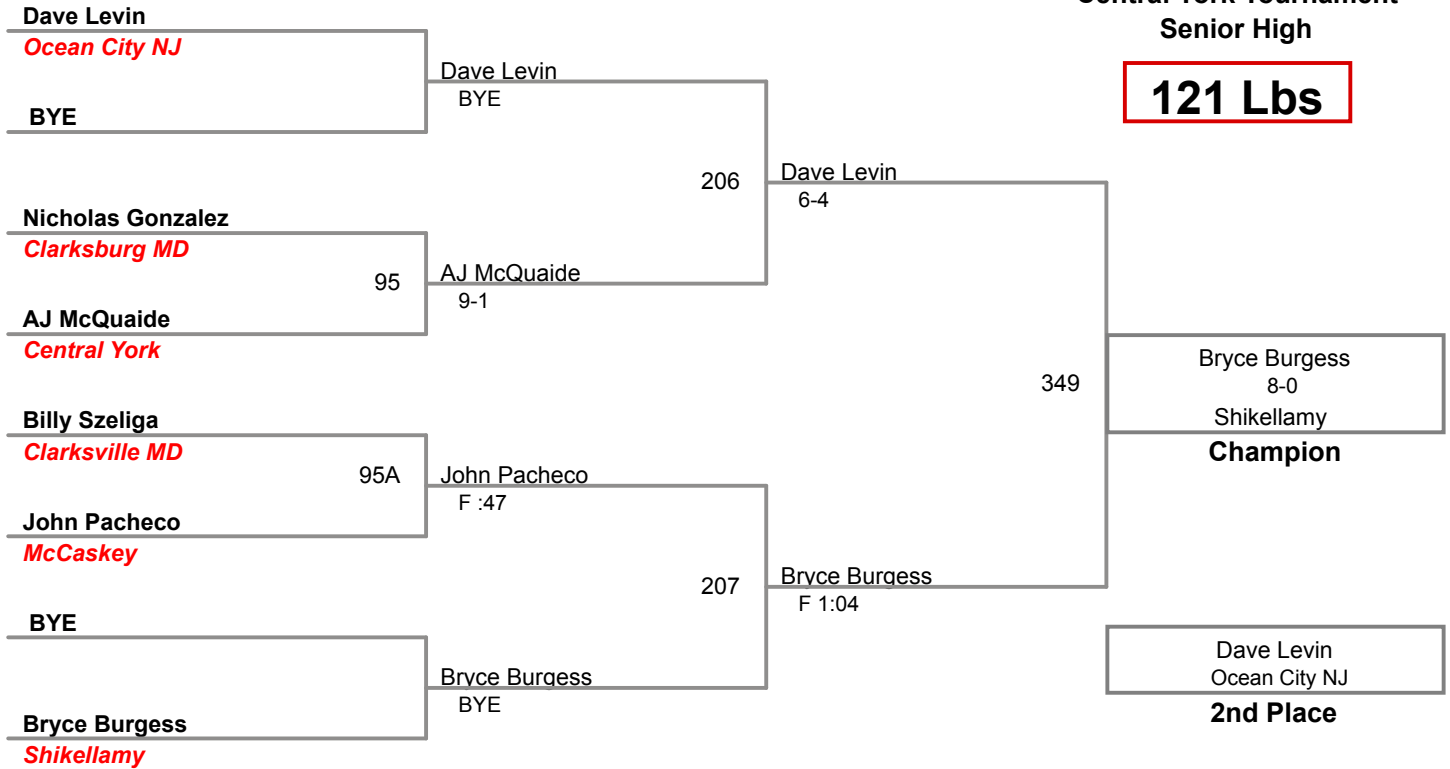 Central York Tournament
Senior High
121 Lbs
Dave Levin
Ocean City NJ
BYE
Dave Levin
BYE
Nicholas Gonzalez
Clarksburg MD
95
AJ McQuaide
Central York
AJ McQuaide
9-1
206
Dave Levin
6-4
Billy Szeliga
Clarksville MD
95A
John Pacheco
McCaskey
John Pacheco
F :47
BYE
Bryce Burgess
Shikellamy
Bryce Burgess
BYE
207
Bryce Burgess
F 1:04
349
Bryce Burgess
8-0
Shikellamy
Champion
Dave Levin
Ocean City NJ
2nd Place